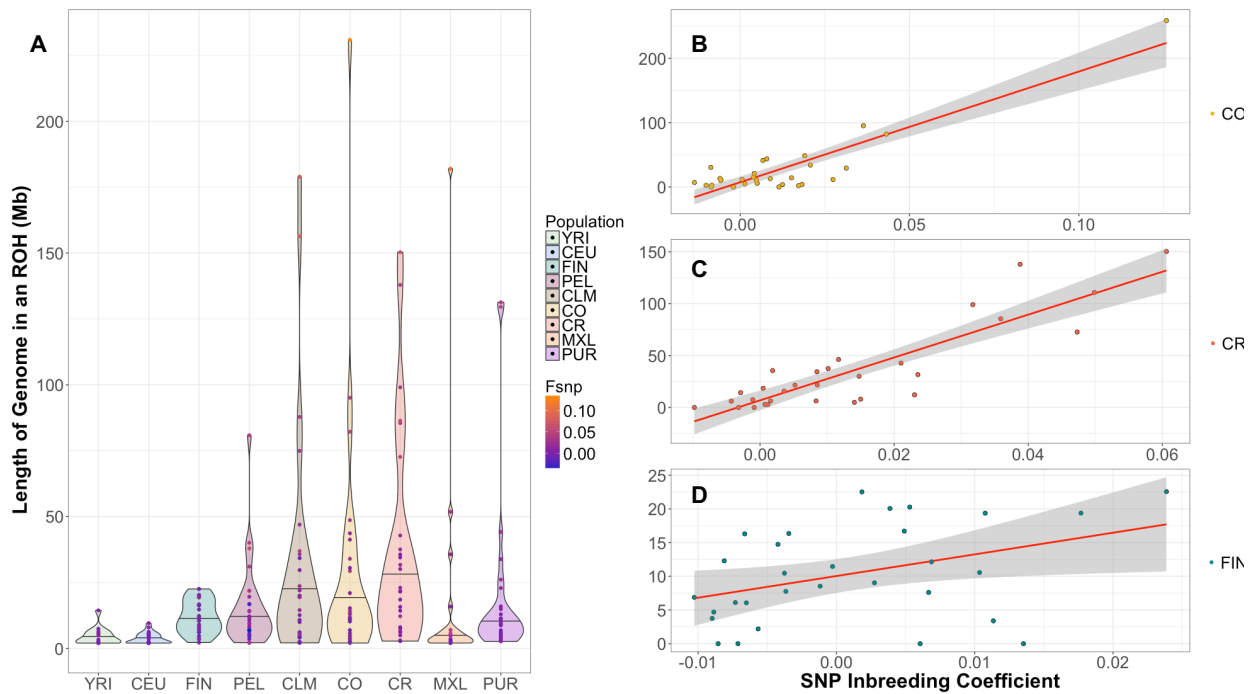 A
Length of Genome in an ROH (Mb)
200
150
100
50
0
YRI CEU FIN PEL CLM CO CR MXL PUR
Population
YRI
CEU
FIN
PEL
CLM
CO
CR
MXL
PUR
Fsnp
0.10
0.05
0.00
B
200
100
0
0.00 0.05 0.10
CO
C
150
100
50
0
0.00 0.02 0.04 0.06
CR
D
25
20
15
10
5
0
-0.01 0.00 0.01 0.02
FIN
SNP Inbreeding Coefficient